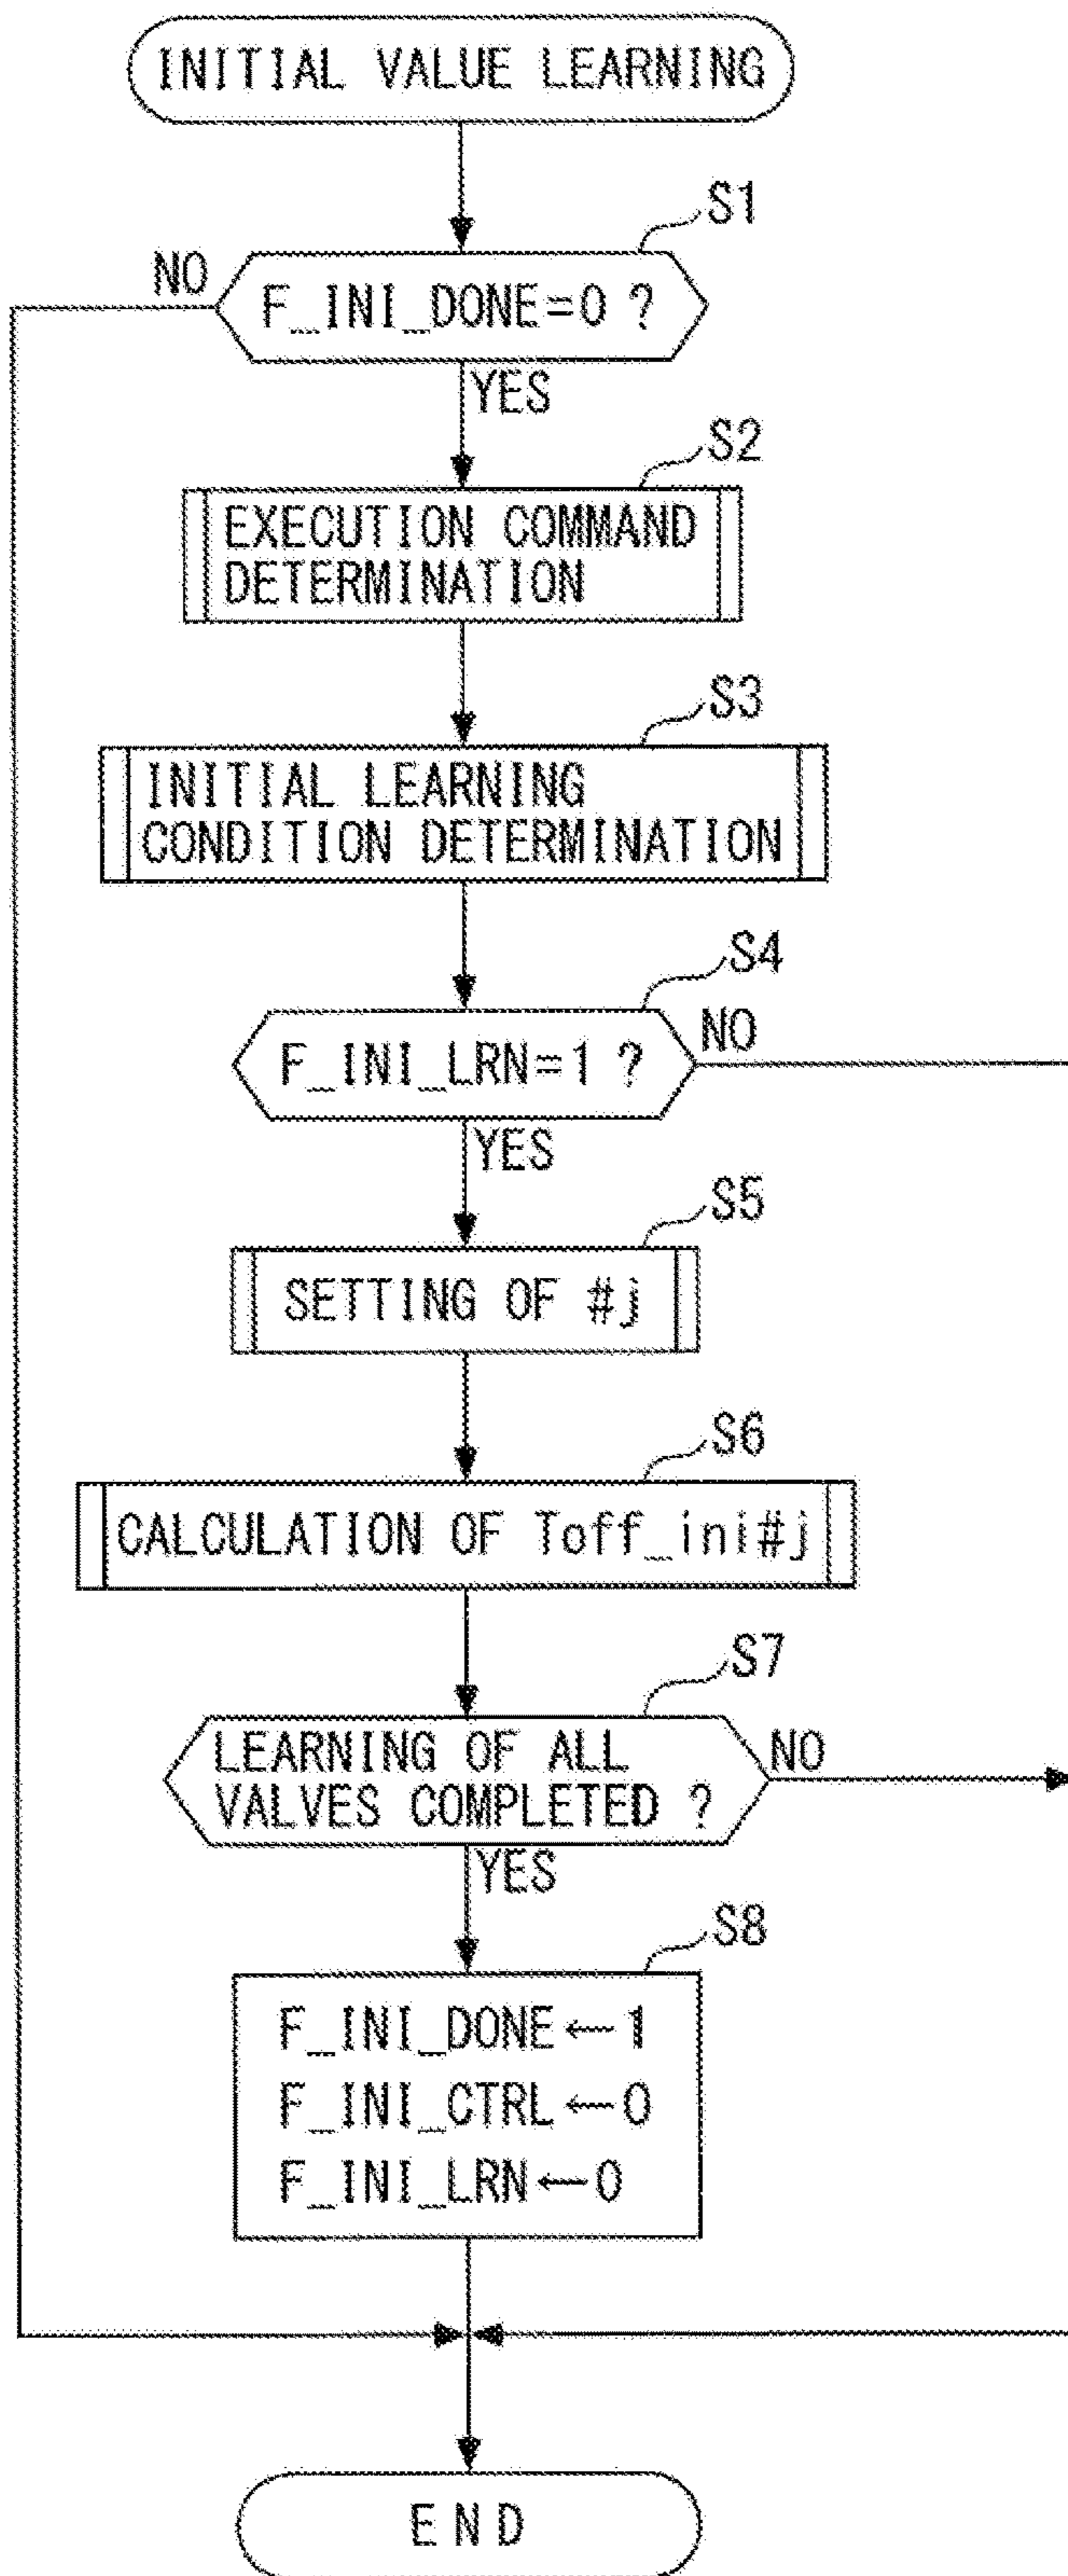 INITIAL VALUE LEARNING
S1
NO
F_INI_DONE=0 ?
YES
S2
EXECUTION COMMAND
DETERMINATION
S3
INITIAL LEARNING
CONDITION DETERMINATION
S4
F_INI_LRN=1 ?
NO
YES
S5
SETTING OF #j
S6
CALCULATION OF Toff_ini#j
S7
LEARNING OF ALL
VALVES COMPLETED ?
NO
YES
S8
F_INI_DONE←1
F_INI_CTRL←0
F_INI_LRN←0
END